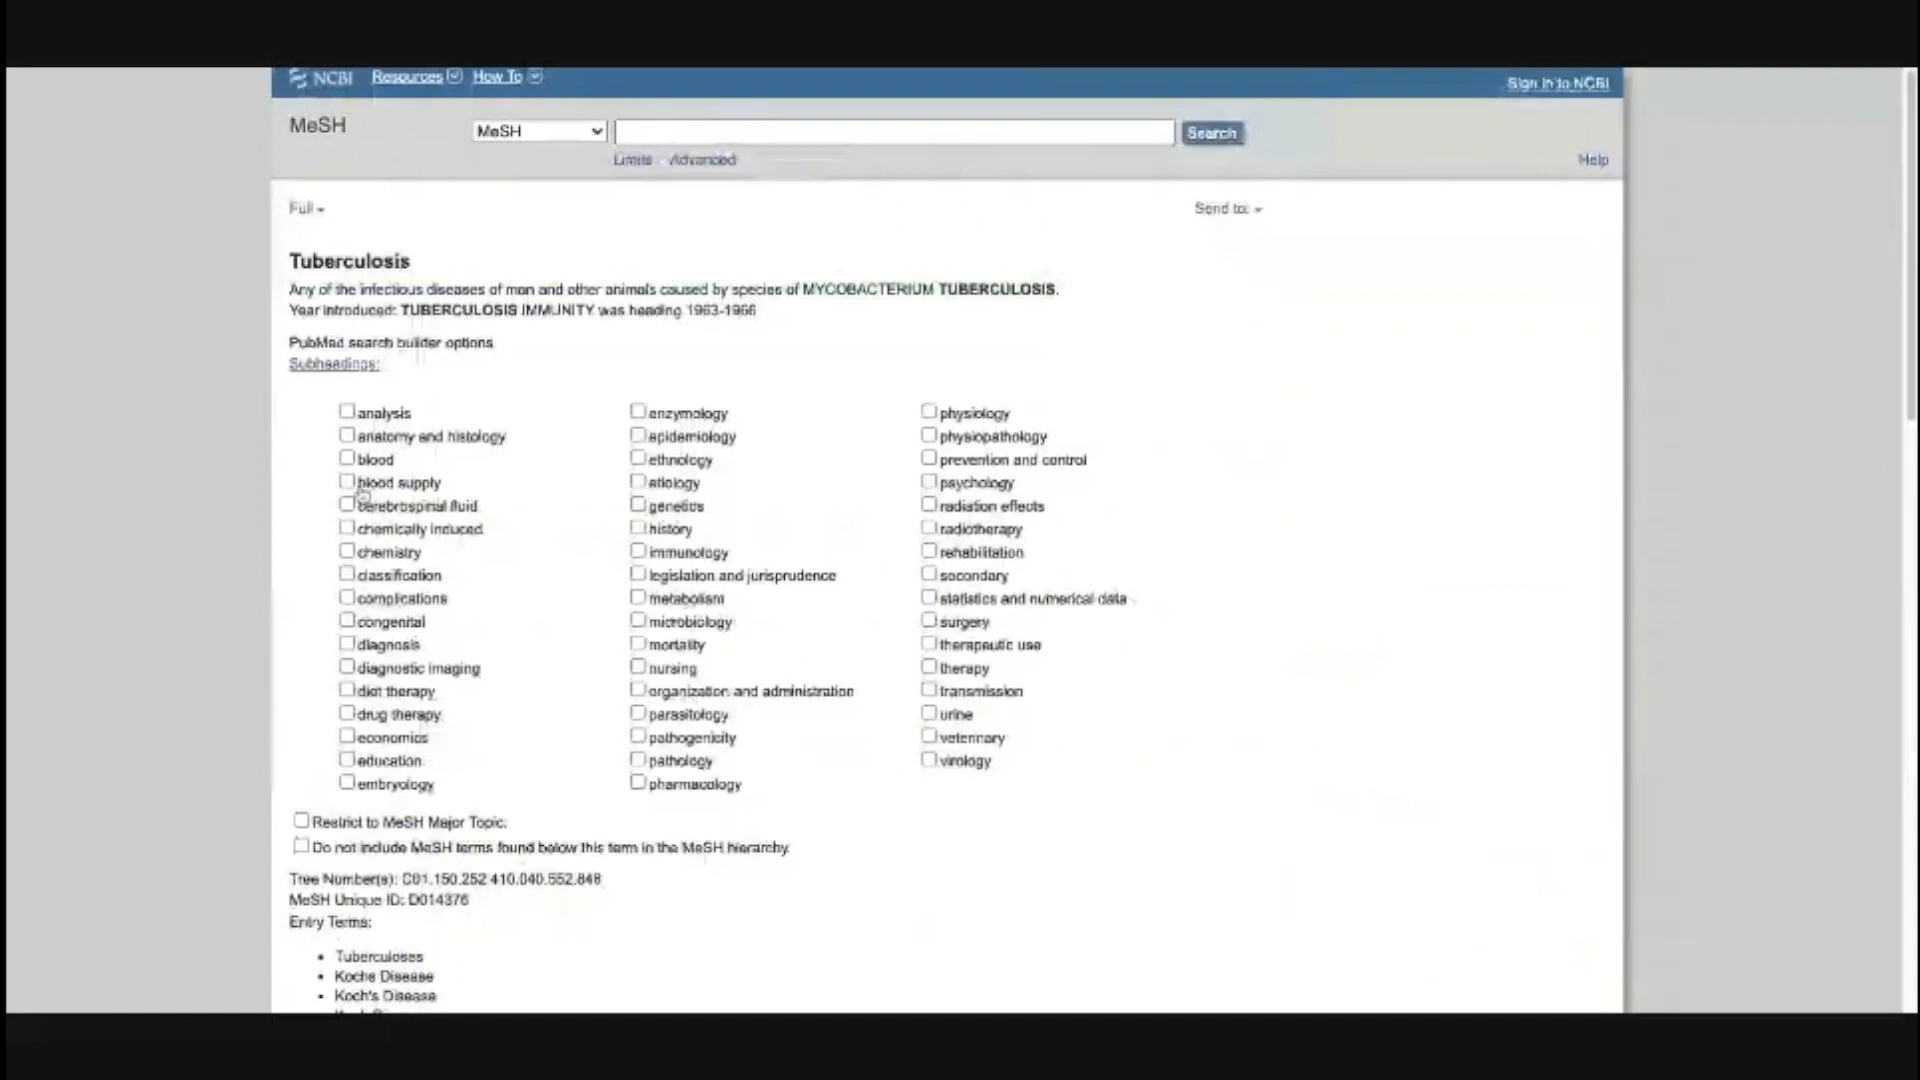 NCBI Resources How To
Sign in to NCBI
MeSH
MeSH
Search
Limits Advanced
Help
Full
Send to:
Tuberculosis
Any of the infectious diseases of man and other animals caused by species of MYCOBACTERIUM TUBERCULOSIS.
Year introduced: TUBERCULOSIS IMMUNITY was heading 1963-1966
PubMed search builder options
Subheadings:
analysis
anatomy and histology
blood
blood supply
cerebrospinal fluid
chemically induced
chemistry
classification
complications
congenital
diagnosis
diagnostic imaging
diet therapy
drug therapy
economics
education
embryology
enzymology
epidemiology
ethnology
etiology
genetics
history
immunology
legislation and jurisprudence
metabolism
microbiology
mortality
nursing
organization and administration
parasitology
pathogenicity
pathology
pharmacology
physiology
physiopathology
prevention and control
psychology
radiation effects
radiotherapy
rehabilitation
secondary
statistics and numerical data
surgery
therapeutic use
therapy
transmission
urine
veterinary
virology
Restrict to MeSH Major Topic.
Do not include MeSH terms found below this term in the MeSH hierarchy.
Tree Number(s): C01.150.252.410.040.552.846
MeSH Unique ID: D014376
Entry Terms:
• Tuberculoses
• Kochs Disease
• Koch's Disease